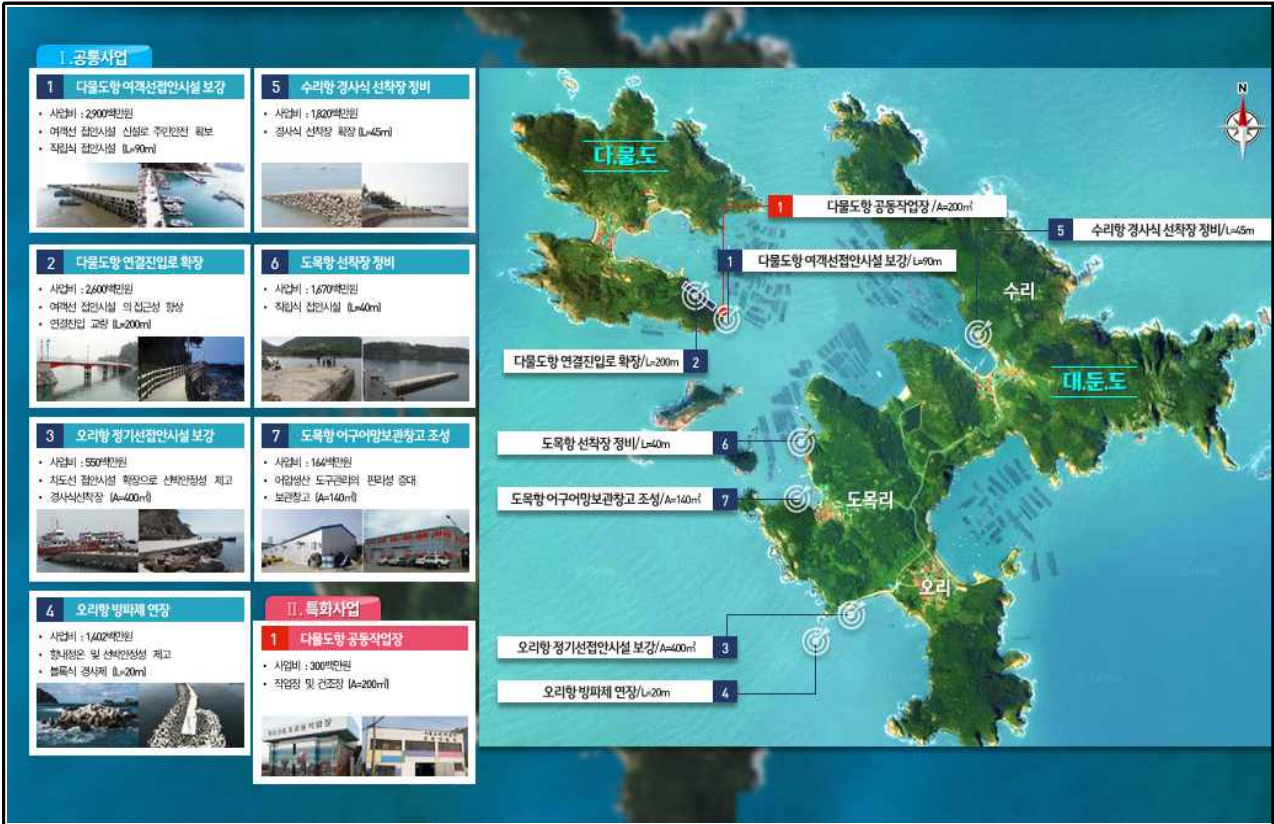 Ⅰ.공통사업
1 다물도항 여객선접안시설 보강
• 사업비 : 2,900백만원
• 여객선 접안시설 신설로 주민안전 확보
• 직립식 접안시설 (L=90m)
2 다물도항 연결진입로 확장
• 사업비 : 2,600백만원
• 여객선 접안시설 의 접근성 향상
• 연결진입 교량 (L=200m)
3 오리항 정기선접안시설 보강
• 사업비 : 550백만원
• 차도선 접안시설 확장으로 선박안정성 제고
• 경사식선착장 (A=400㎡)
4 오리항 방파제 연장
• 사업비 : 1,402백만원
• 항내정온 및 선박안정성 제고
• 블록식 경사제 (L=20m)
5 수리항 경사식 선착장 정비
• 사업비 : 1,820백만원
• 경사식 선착장 확장 (L=45m)
6 도목항 선착장 정비
• 사업비 : 1,670백만원
• 직립식 접안시설 (L=40m)
7 도목항 어구어망보관창고 조성
• 사업비 : 164백만원
• 어업생산 도구관리의 편리성 증대
• 보관창고 (A=140㎡)
Ⅱ.특화사업
1 다물도항 공동작업장
• 사업비 : 300백만원
• 작업장 및 건조장 (A=200㎡)
N
다.물.도
1 다물도항 공동작업장/A=200㎡
5 수리항 경사식 선착장 정비/L=45m
1 다물도항 여객선접안시설 보강/L=90m
수리
다물도항 연결진입로 확장/L=200m 2
대.둔.도
도목항 선착장 정비/L=40m 6
도목항 어구어망보관창고 조성/A=140㎡ 7
도목리
오리
오리항 정기선접안시설 보강/A=400㎡ 3
오리항 방파제 연장/L=20m 4